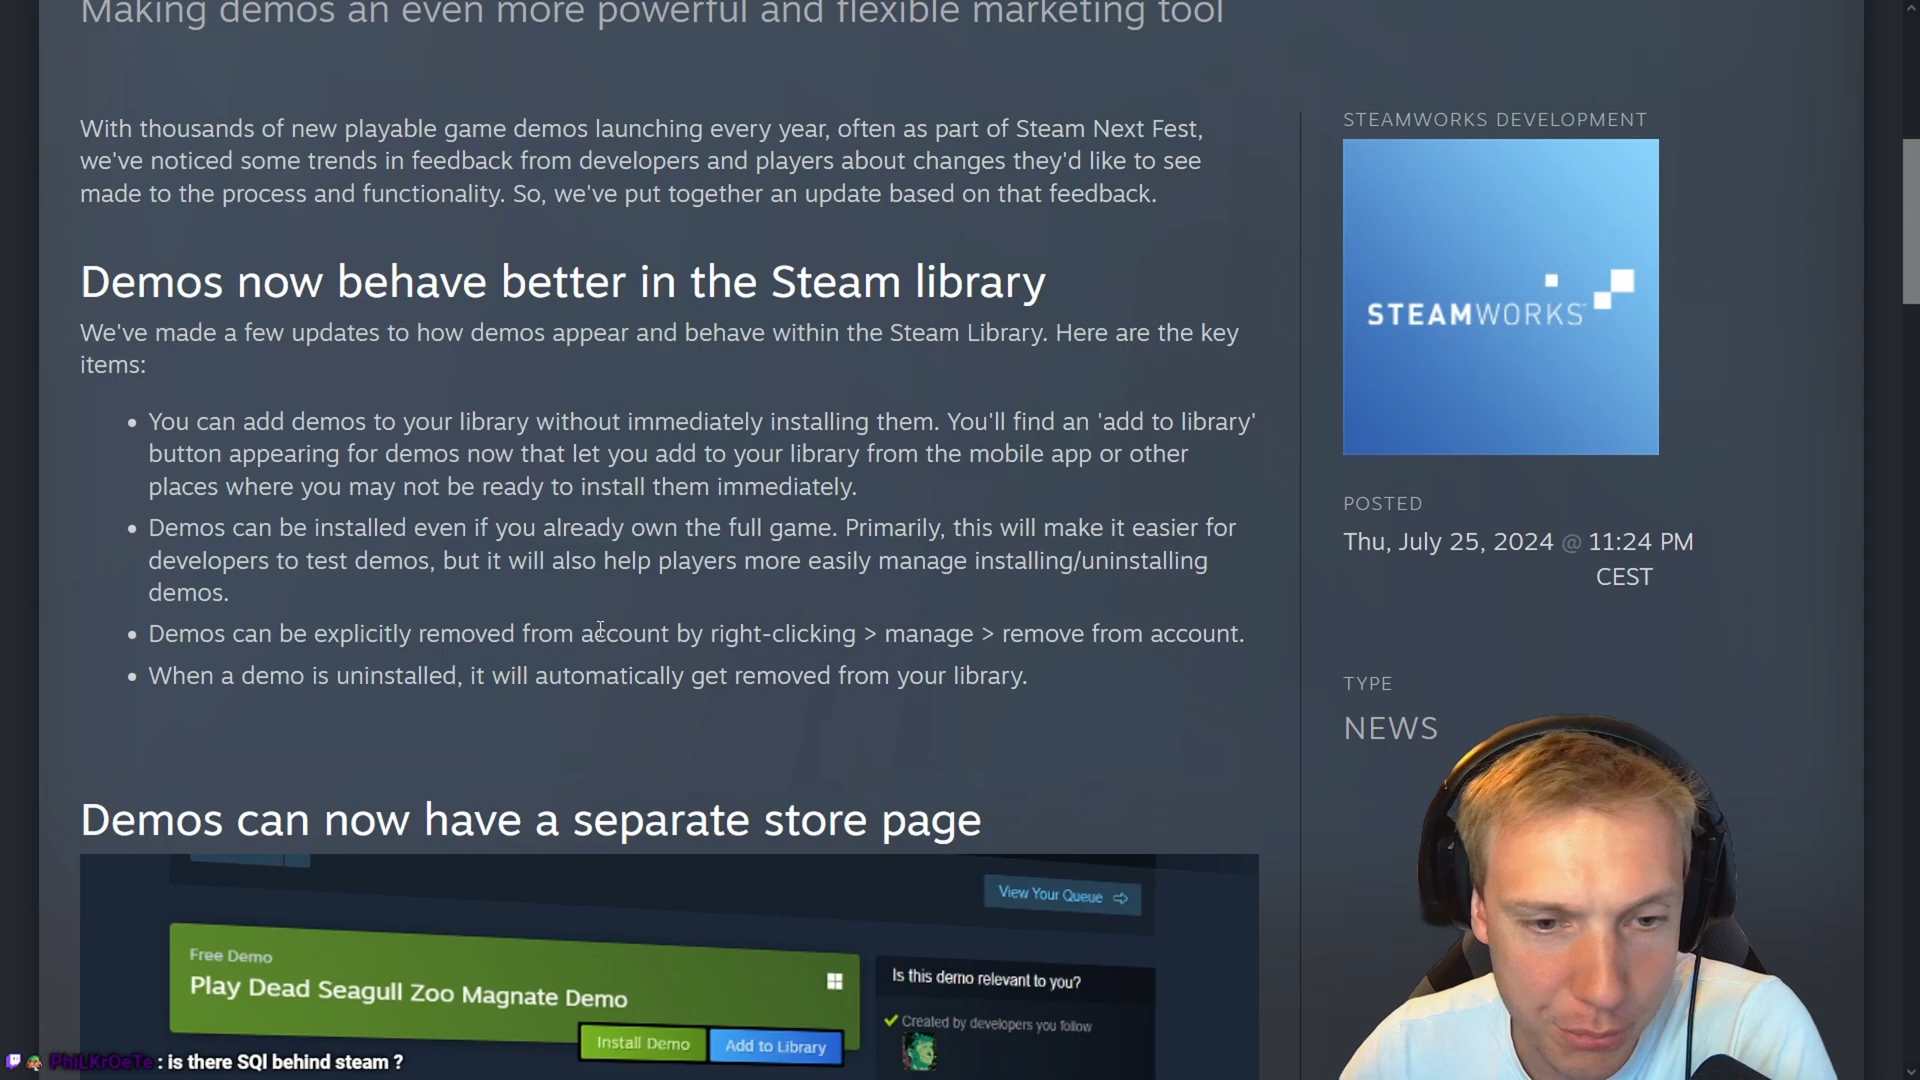 Making demos an even more powerful and flexible marketing tool
With thousands of new playable game demos launching every year, often as part of Steam Next Fest,
we've noticed some trends in feedback from developers and players about changes they'd like to see
made to the process and functionality. So, we've put together an update based on that feedback.
Demos now behave better in the Steam library
We've made a few updates to how demos appear and behave within the Steam Library. Here are the key
items:
• You can add demos to your library without immediately installing them. You'll find an 'add to library'
button appearing for demos now that let you add to your library from the mobile app or other
places where you may not be ready to install them immediately.
• Demos can be installed even if you already own the full game. Primarily, this will make it easier for
developers to test demos, but it will also help players more easily manage installing/uninstalling
demos.
• Demos can be explicitly removed from account by right-clicking > manage > remove from account.
• When a demo is uninstalled, it will automatically get removed from your library.
Demos can now have a separate store page
View Your Queue
Free Demo
Play Dead Seagull Zoo Magnate Demo
Install Demo
Add to Library
Is this demo relevant to you?
Created by developers you follow
STEAMWORKS DEVELOPMENT
STEAMWORKS
POSTED
Thu, July 25, 2024 @ 11:24 PM
CEST
TYPE
NEWS
PhiLKrOeTe : is there SQl behind steam ?